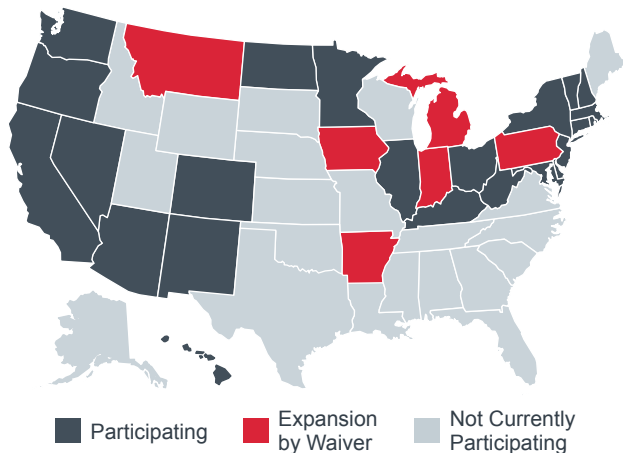 Participating
Expansion
by Waiver
Not Currently
Participating